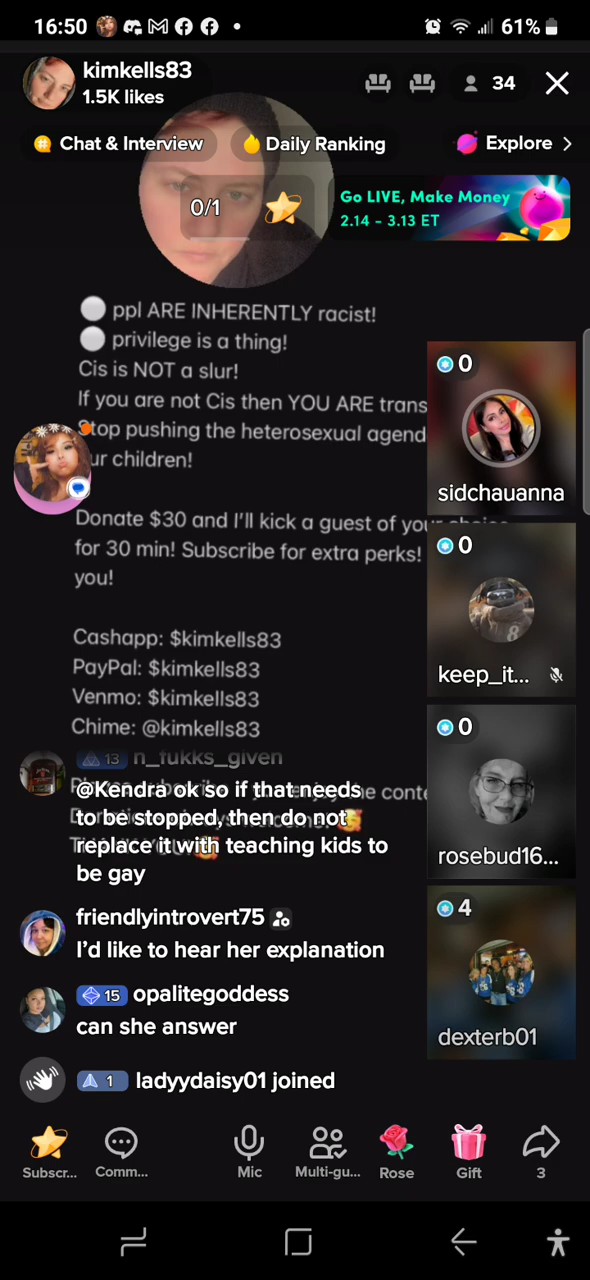 16:50
61%
kimkells83
1.5K likes
34
Chat & Interview
Daily Ranking
Explore >
0/1
Go LIVE, Make Money
2.14 - 3.13 ET
⚪ ppl ARE INHERENTLY racist!
⚪ privilege is a thing!
Cis is NOT a slur!
If you are not Cis then YOU ARE trans
Stop pushing the heterosexual agend
ur children!
Donate $30 and I'll kick a guest of your choice
for 30 min! Subscribe for extra perks!
you!
Cashapp: $kimkells83
PayPal: $kimkells83
Venmo: $kimkells83
Chime: @kimkells83
0
sidchauanna
0
keep_it...
0
rosebud16...
4
dexterb01
13 n_fukks_given
@Kendra ok so if that needs
to be stopped, then do not
replace it with teaching kids to
be gay
friendlyintrovert75
I'd like to hear her explanation
15 opalitegoddess
can she answer
1 ladyydaisy01 joined
Subscr...
Comm...
Mic
Multi-gu...
Rose
Gift
3